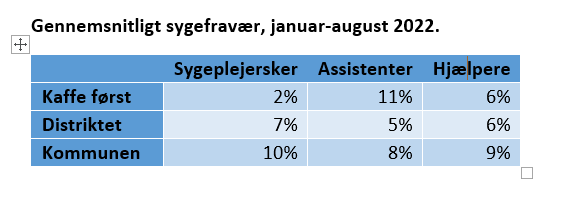 Gennemsnitligt sygefravær, januar-august 2022.
Sygeplejersker Assistenter Hjælpere
Kaffe først 2% 11% 6%
Distriktet 7% 5% 6%
Kommunen 10% 8% 9%